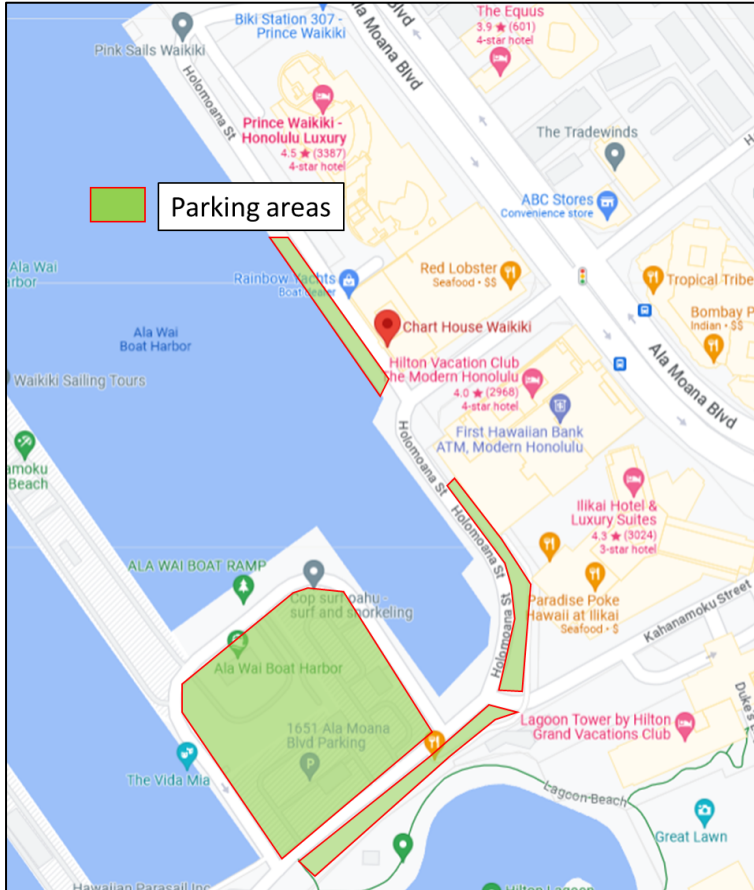 Biki Station 307 -
Prince Waikiki
Blvd
Ala Moana Blvd
The Equus
3.9 ★ (601)
4-star hotel
Pink Sails Waikiki
Holomoana St
Prince Waikiki -
Honolulu Luxury
4.5 ★ (3387)
4-star hotel
The Tradewinds
ABC Stores
Convenience store
Parking areas
Ala Wai
arbor
Rainbow Yachts
Boat dealer
Red Lobster
Seafood • $$
Tropical Tribe
Bombay P
Indian • $$
Ala Wai
Boat Harbor
Chart House Waikiki
Ala Moana Blvd
Waikiki Sailing Tours
Hilton Vacation Club
The Modern Honolulu
4.0 ★ (2968)
4-star hotel
First Hawaiian Bank
ATM, Modern Honolulu
amoku
Beach
Holomoana St
Holomoana St
Ilikai Hotel &
Luxury Suites
4.3 ★ (3024)
3-star hotel
ALA WAI BOAT RAMP
Cop surf oahu -
surf and snorkeling
Holomoana St
Paradise Poke
Hawaii at Ilikai
Seafood • $
Kahanamoku Street
Ala Wai Boat Harbor
Duke's
1651 Ala Moana
Blvd Parking
P
Lagoon Tower by Hilton
Grand Vacations Club
The Vida Mia
Lagoon Beach
Great Lawn
Hawaiian Parasail Inc
Hilton Lagoon